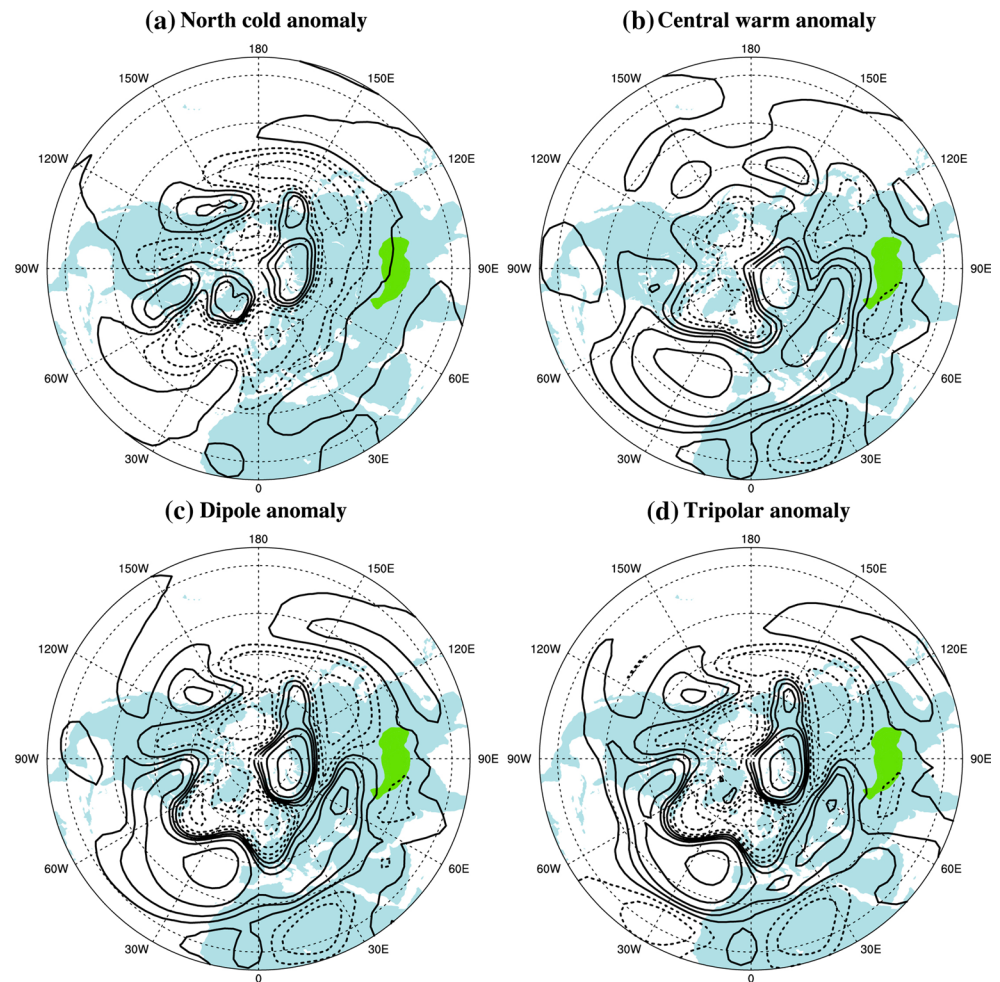 (a) North cold anomaly
180
150W
150E
120W
120E
90W
90E
60W
60E
30W
30E
0
(b) Central warm anomaly
180
150W
150E
120W
120E
90W
90E
60W
60E
30W
30E
0
(c) Dipole anomaly
180
150W
150E
120W
120E
90W
90E
60W
60E
30W
30E
0
(d) Tripolar anomaly
180
150W
150E
120W
120E
90W
90E
60W
60E
30W
30E
0